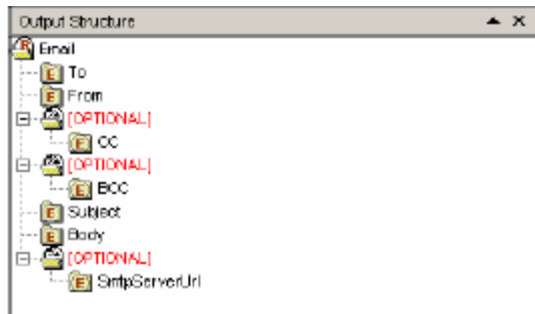 Output Structure
Email
To
From
[OPTIONAL]
CC
[OPTIONAL]
BCC
Subject
Body
[OPTIONAL]
SmtpServerUrl